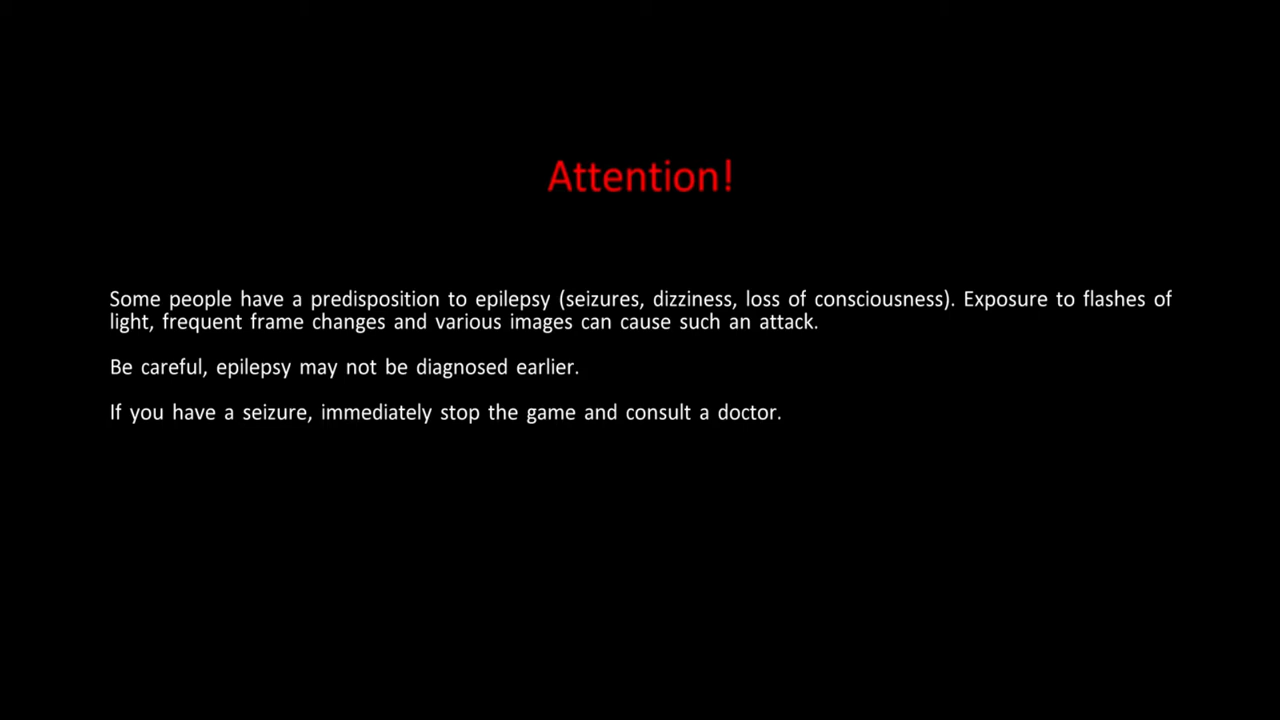 Attention!
Some people have a predisposition to epilepsy (seizures, dizziness, loss of consciousness). Exposure to flashes of
light, frequent frame changes and various images can cause such an attack.
Be careful, epilepsy may not be diagnosed earlier.
If you have a seizure, immediately stop the game and consult a doctor.